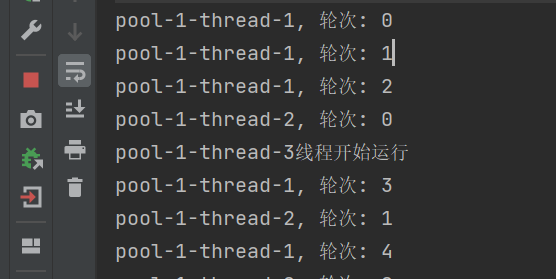 pool-1-thread-1, 轮次: 0
pool-1-thread-1, 轮次: 1
pool-1-thread-1, 轮次: 2
pool-1-thread-2, 轮次: 0
pool-1-thread-3线程开始运行
pool-1-thread-1, 轮次: 3
pool-1-thread-2, 轮次: 1
pool-1-thread-1, 轮次: 4